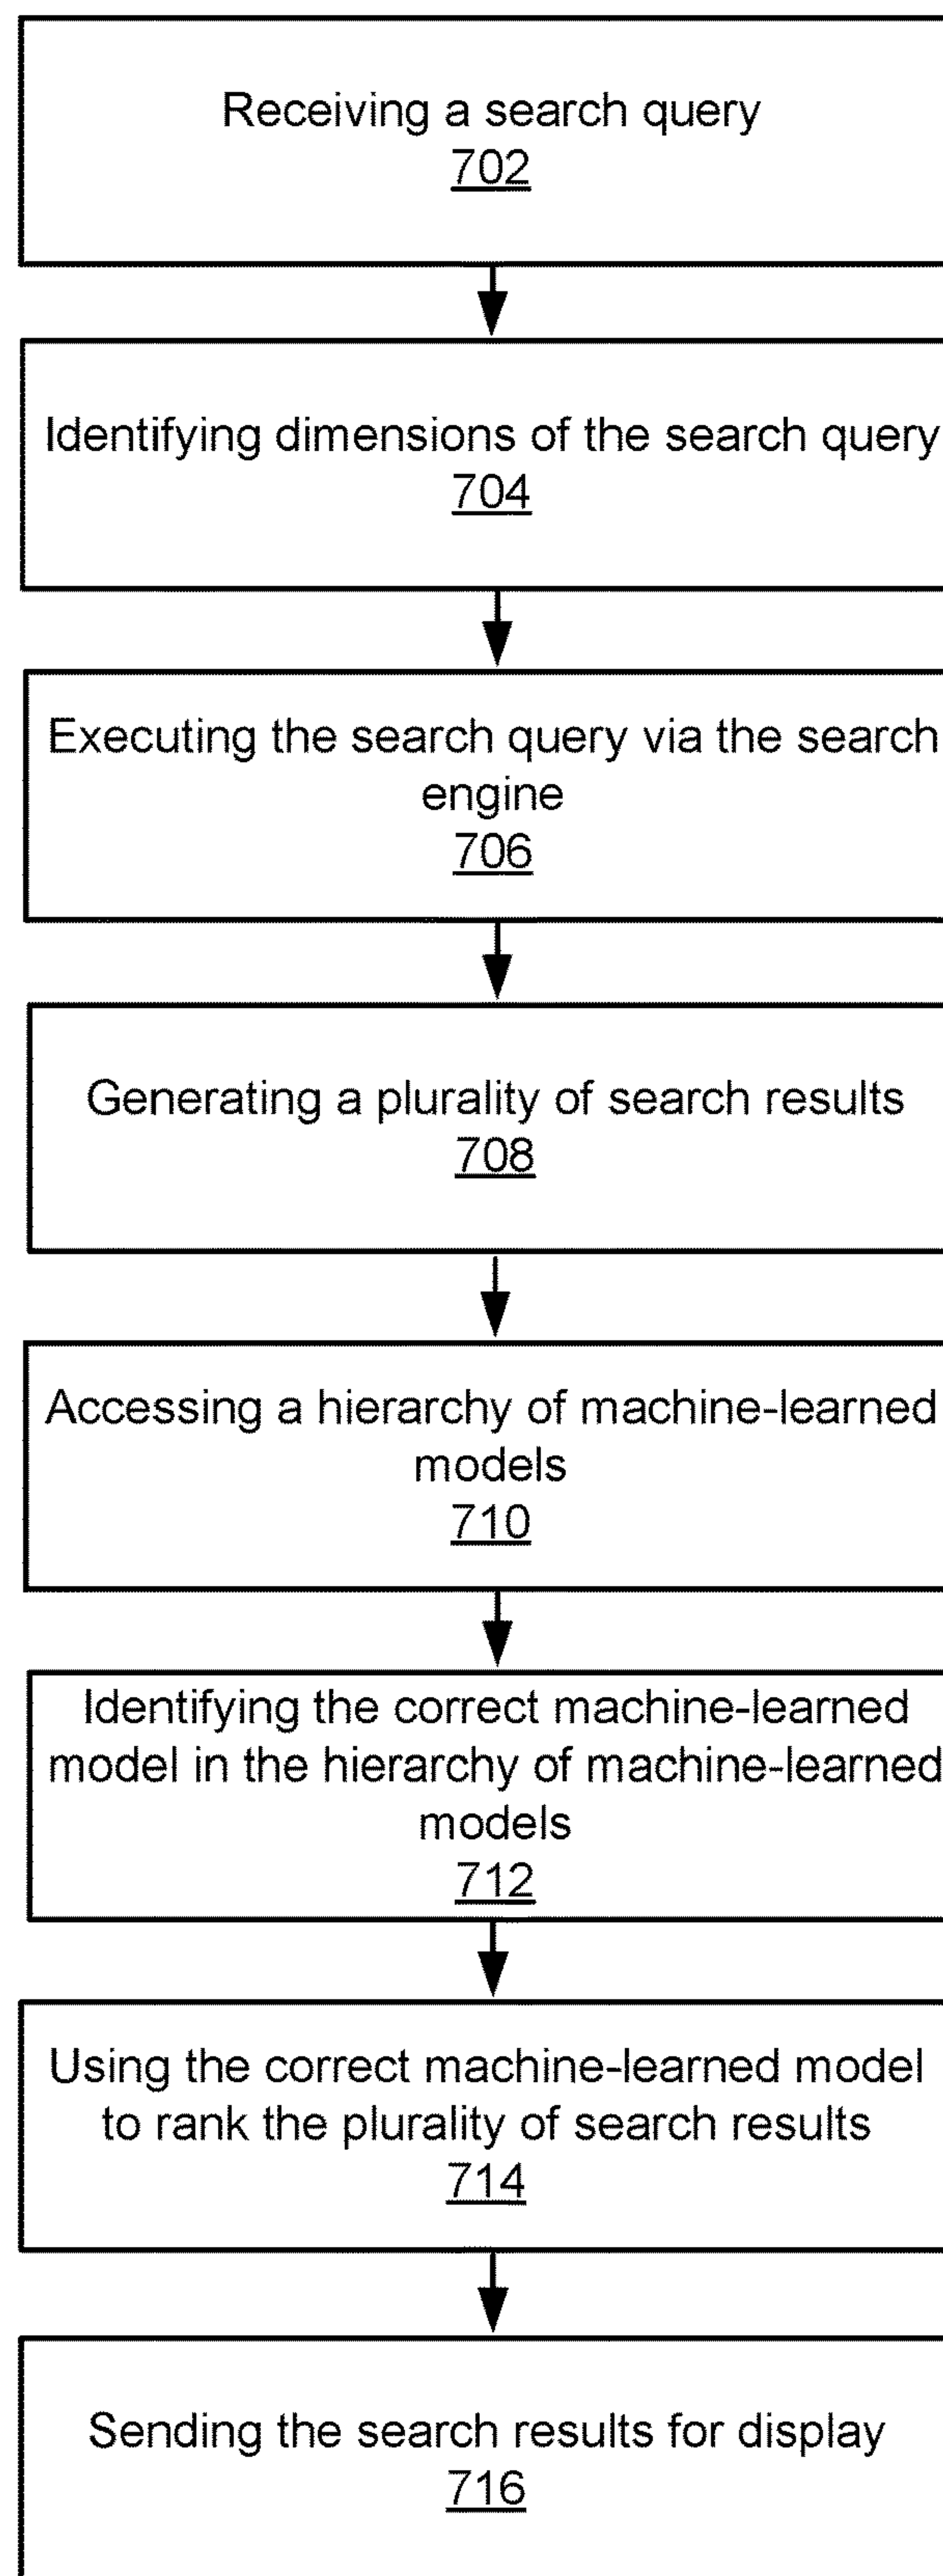 Receiving a search query
702
Identifying dimensions of the search query
704
Executing the search query via the search
engine
706
Generating a plurality of search results
708
Accessing a hierarchy of machine-learned
models
710
Identifying the correct machine-learned
model in the hierarchy of machine-learned
models
712
Using the correct machine-learned model
to rank the plurality of search results
714
Sending the search results for display
716